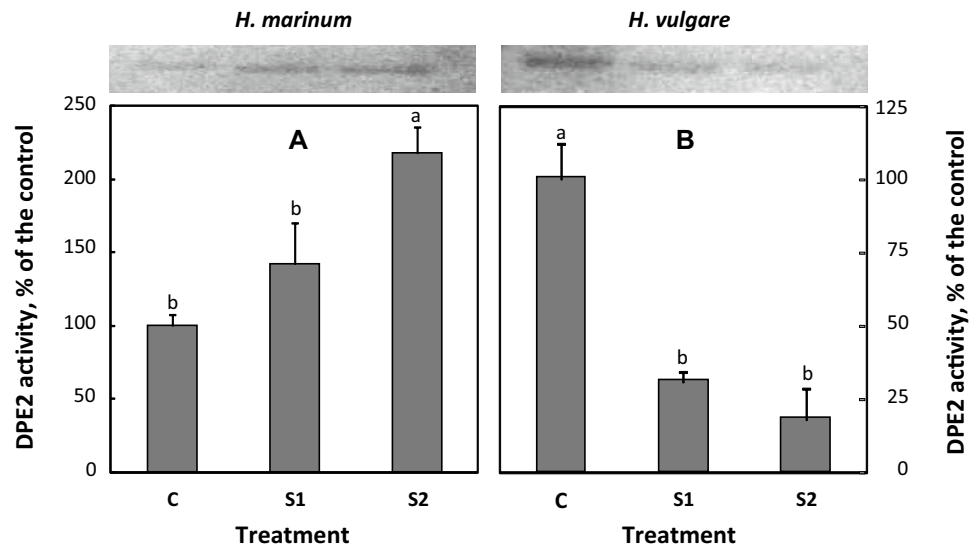 H. marinum
H. vulgare
DPE2 activity, % of the control
250
200
150
100
50
0
A
b
b
a
C
S1
S2
Treatment
B
a
b
b
C
S1
S2
Treatment
125
100
75
50
25
0
DPE2 activity, % of the control